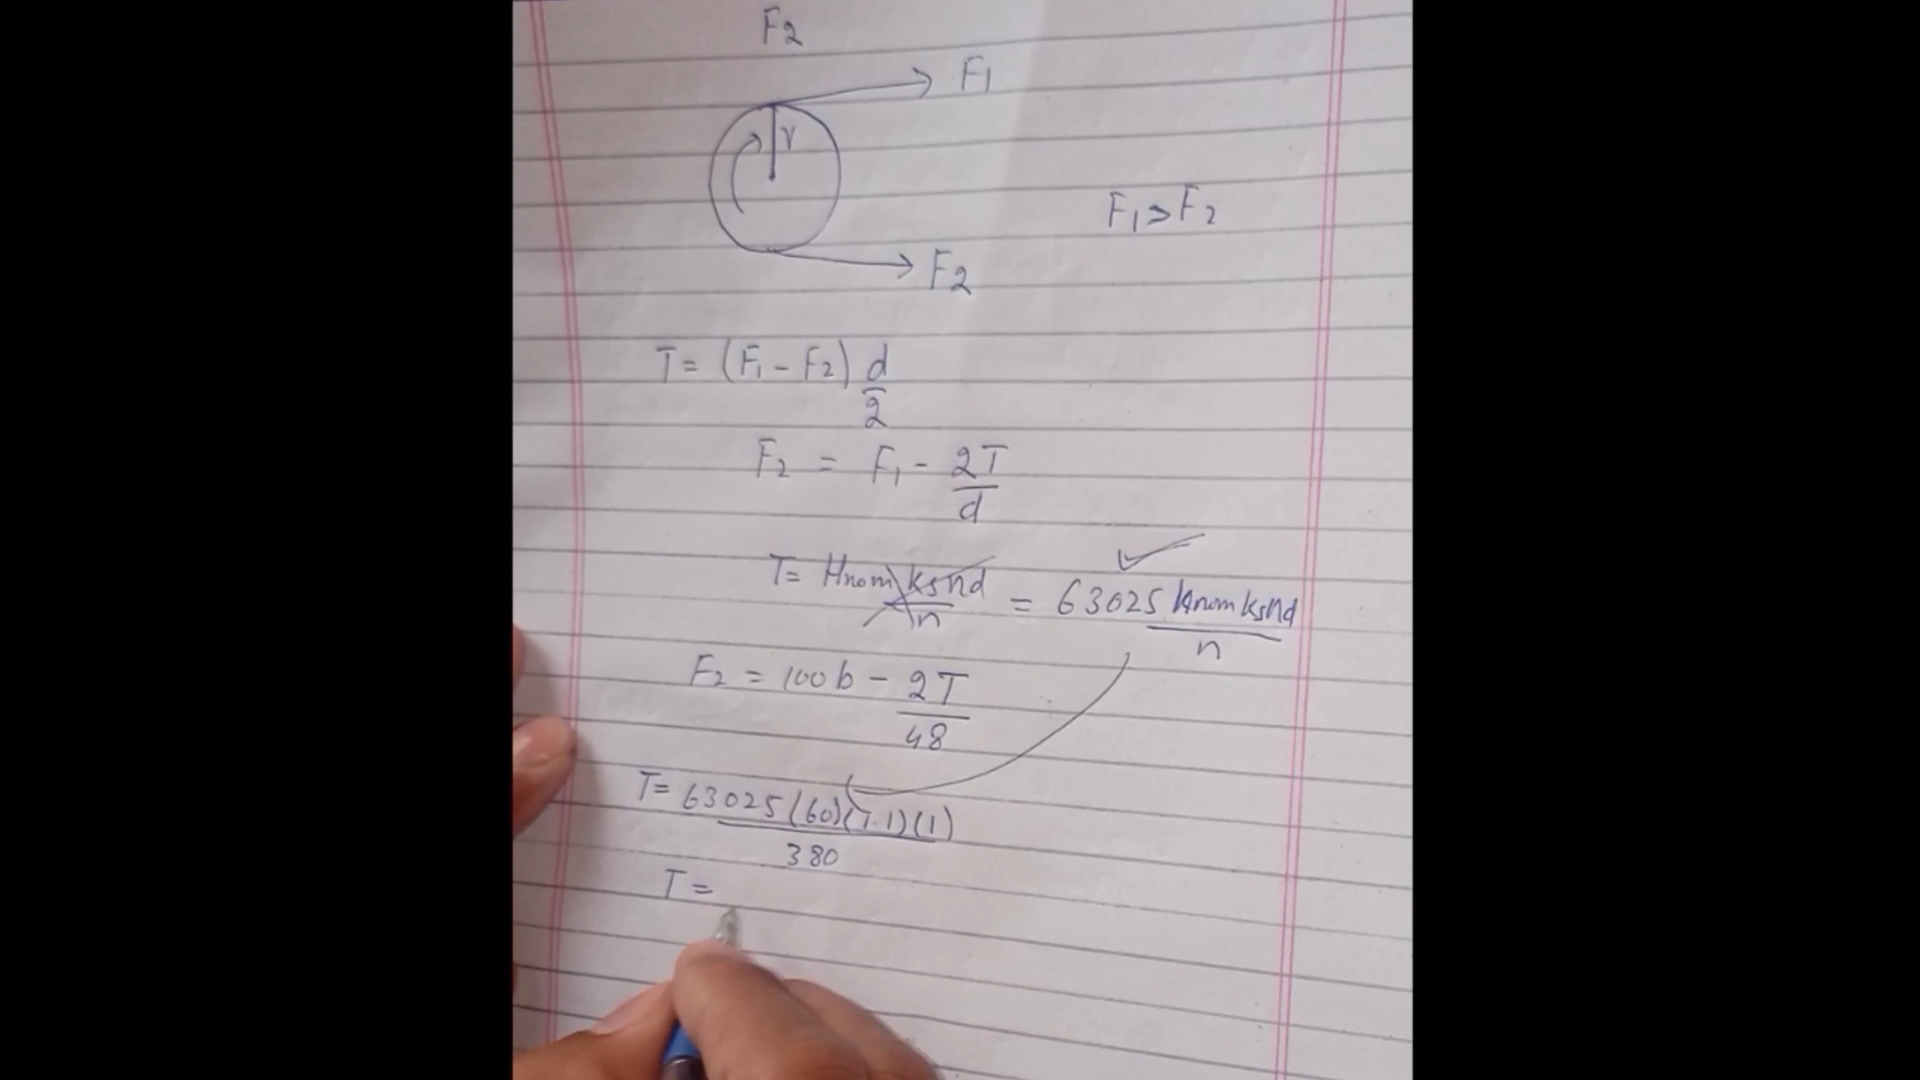 F2
F1
r
F1 > F2
F2
T = (F1 - F2) d/2
F2 = F1 - 2T/d
T = Hnom ks nd / n = 63025 Hnom ks nd / n
F2 = 100b - 2T/48
T = 63025(60)(1.1)(1) / 380
T =